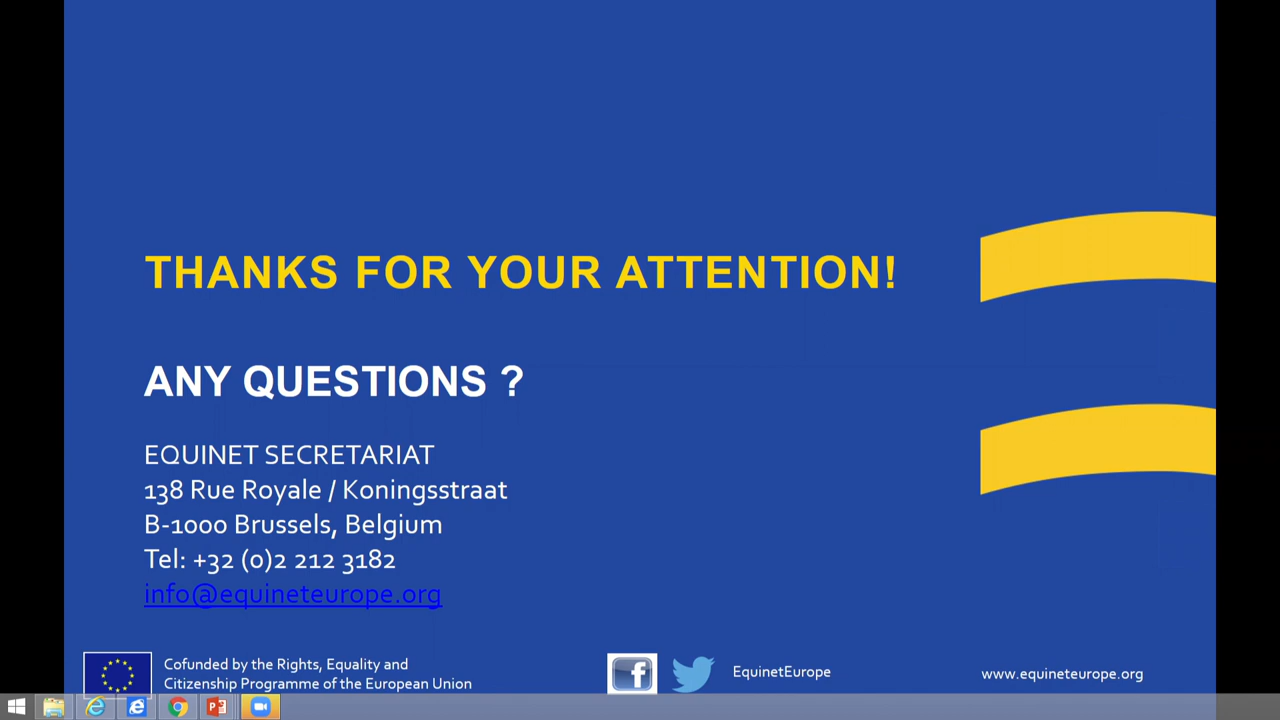 THANKS FOR YOUR ATTENTION!
ANY QUESTIONS ?
EQUINET SECRETARIAT
138 Rue Royale / Koningsstraat
B-1000 Brussels, Belgium
Tel: +32 (0)2 212 3182
info@equineteurope.org
Cofunded by the Rights, Equality and
Citizenship Programme of the European Union
EquinetEurope
www.equineteurope.org